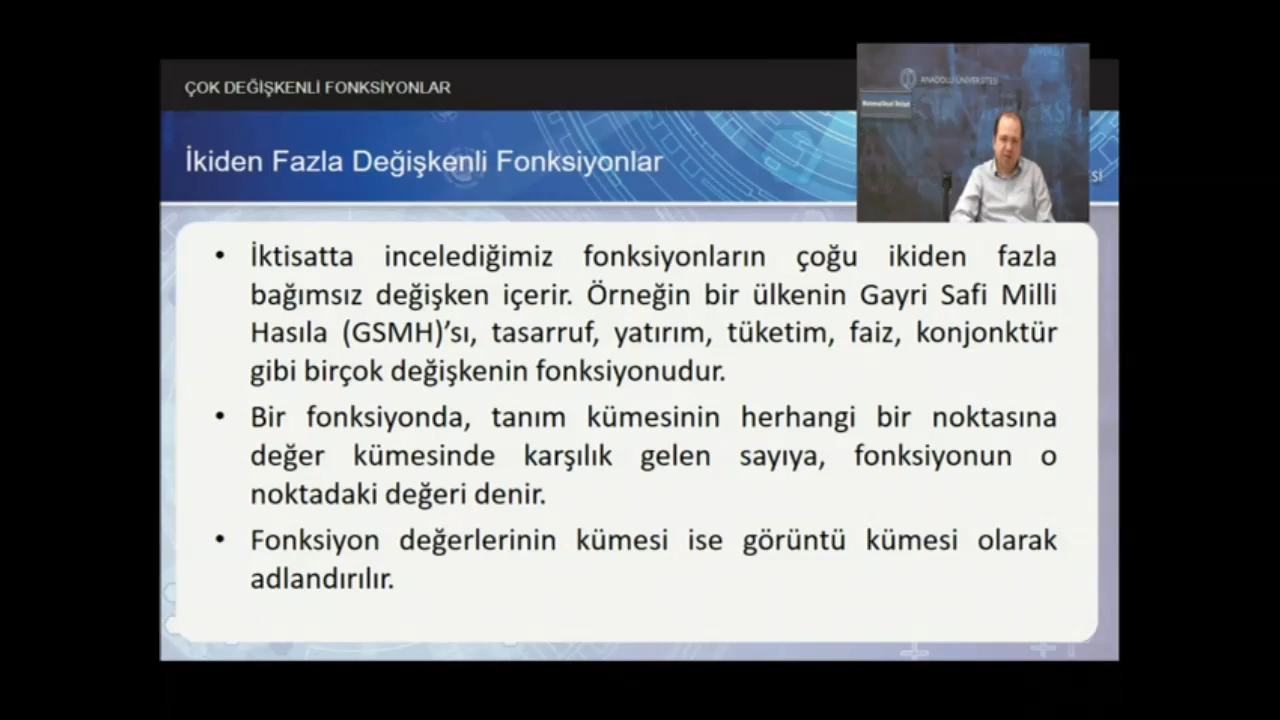 ÇOK DEĞİŞKENLİ FONKSİYONLAR
ANADOLU ÜNİVERSİTESİ
Matematiksel İktisat
İkiden Fazla Değişkenli Fonksiyonlar
• İktisatta incelediğimiz fonksiyonların çoğu ikiden fazla
bağımsız değişken içerir. Örneğin bir ülkenin Gayri Safi Milli
Hasıla (GSMH)’sı, tasarruf, yatırım, tüketim, faiz, konjonktür
gibi birçok değişkenin fonksiyonudur.
• Bir fonksiyonda, tanım kümesinin herhangi bir noktasına
değer kümesinde karşılık gelen sayıya, fonksiyonun o
noktadaki değeri denir.
• Fonksiyon değerlerinin kümesi ise görüntü kümesi olarak
adlandırılır.